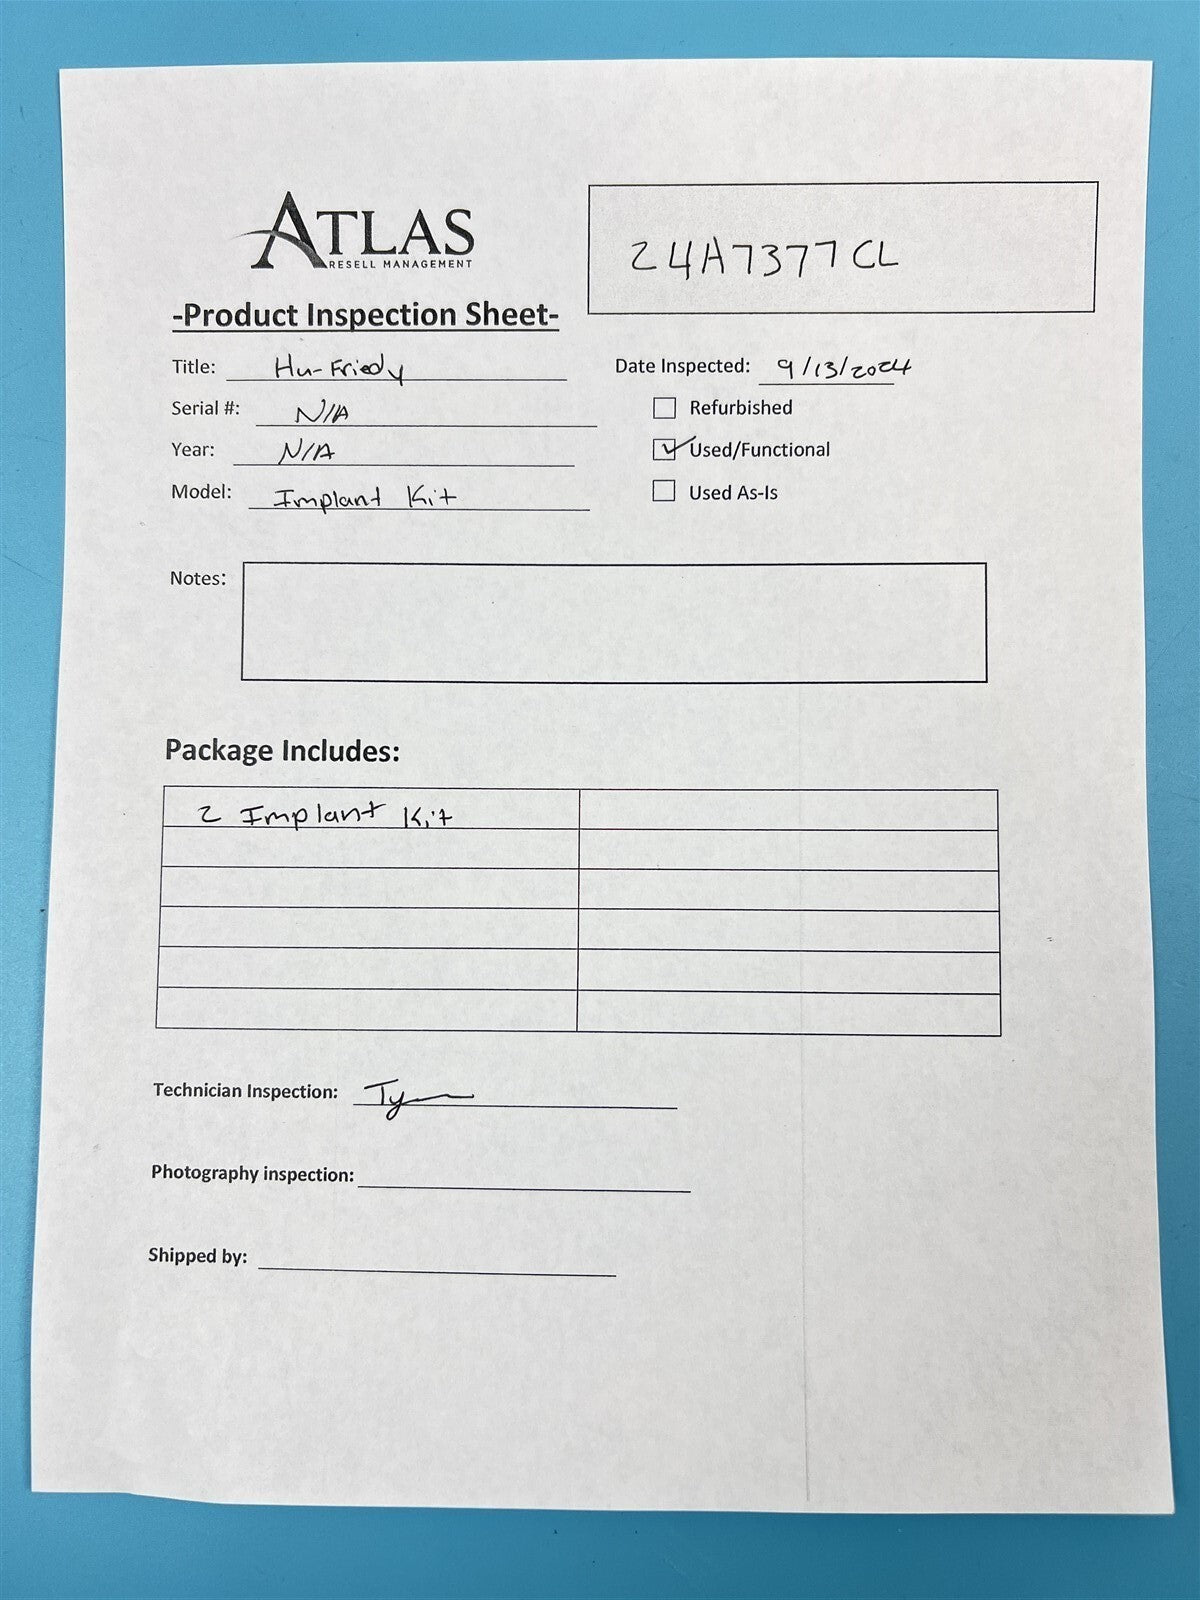 ATLAS
RESELL MANAGEMENT
24A7377CL
-Product Inspection Sheet-
Title: Hu-Friedy
Date Inspected: 9/13/2024
Serial #: N/A
Refurbished
Year: N/A
Used/Functional
Model: Implant Kit
Used As-Is
Notes:
Package Includes:
2 Implant Kit
Technician Inspection:
Photography inspection:
Shipped by: